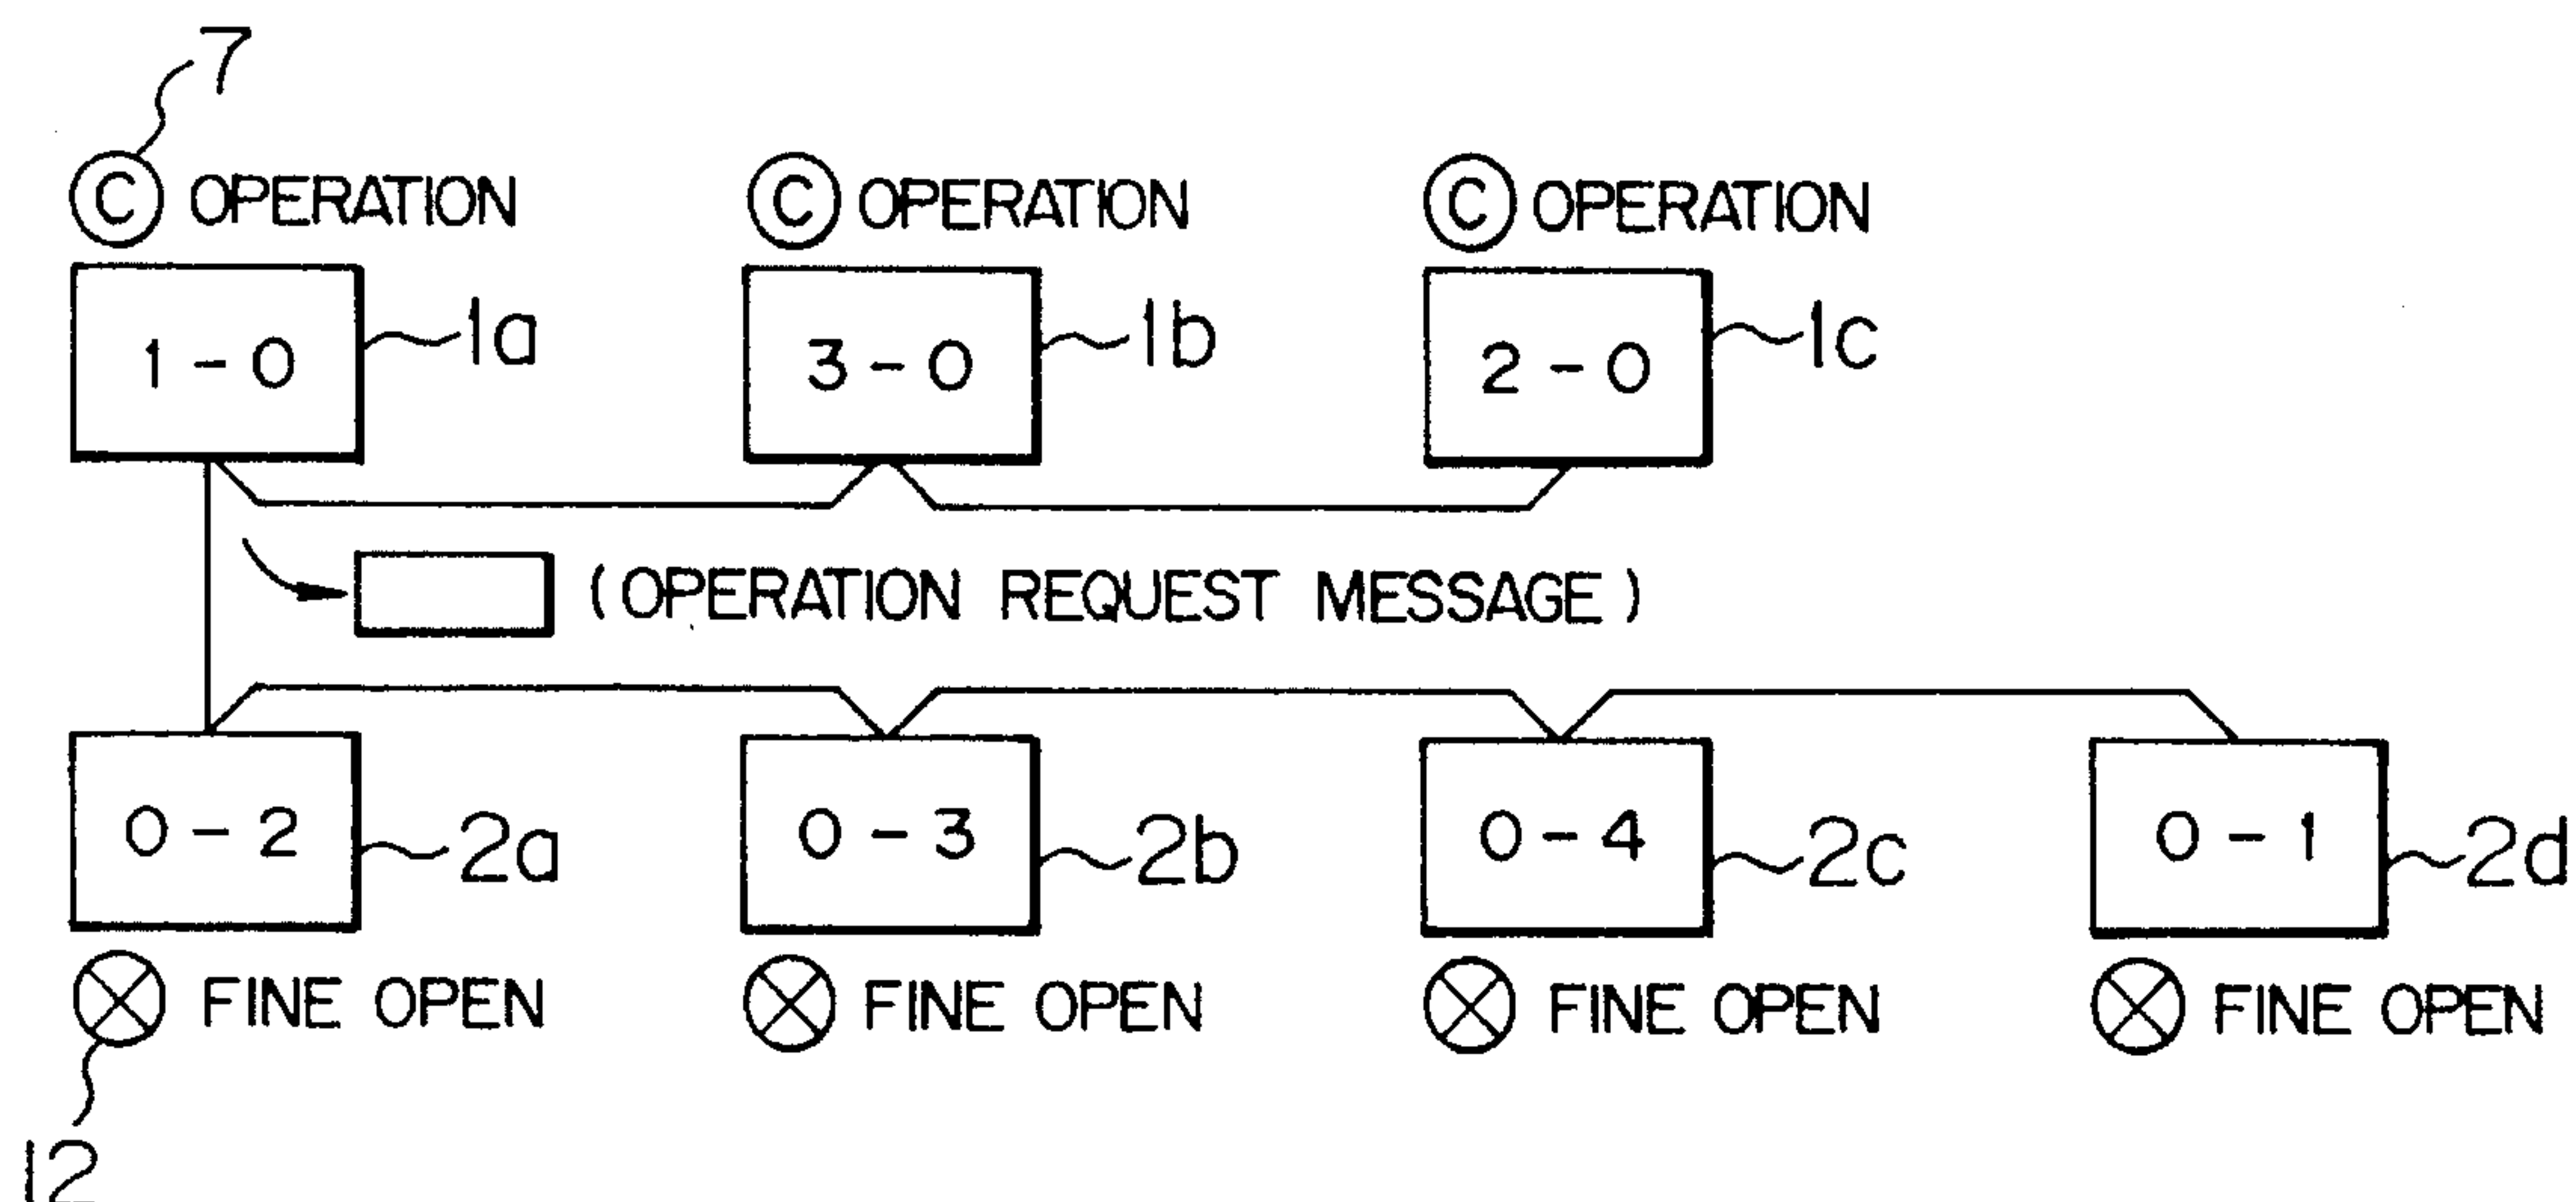 7
Ⓒ OPERATION Ⓒ OPERATION Ⓒ OPERATION
1 - 0 1a 3 - 0 1b 2 - 0 1c
(OPERATION REQUEST MESSAGE)
0 - 2 2a 0 - 3 2b 0 - 4 2c 0 - 1 2d
FINE OPEN FINE OPEN FINE OPEN FINE OPEN
12